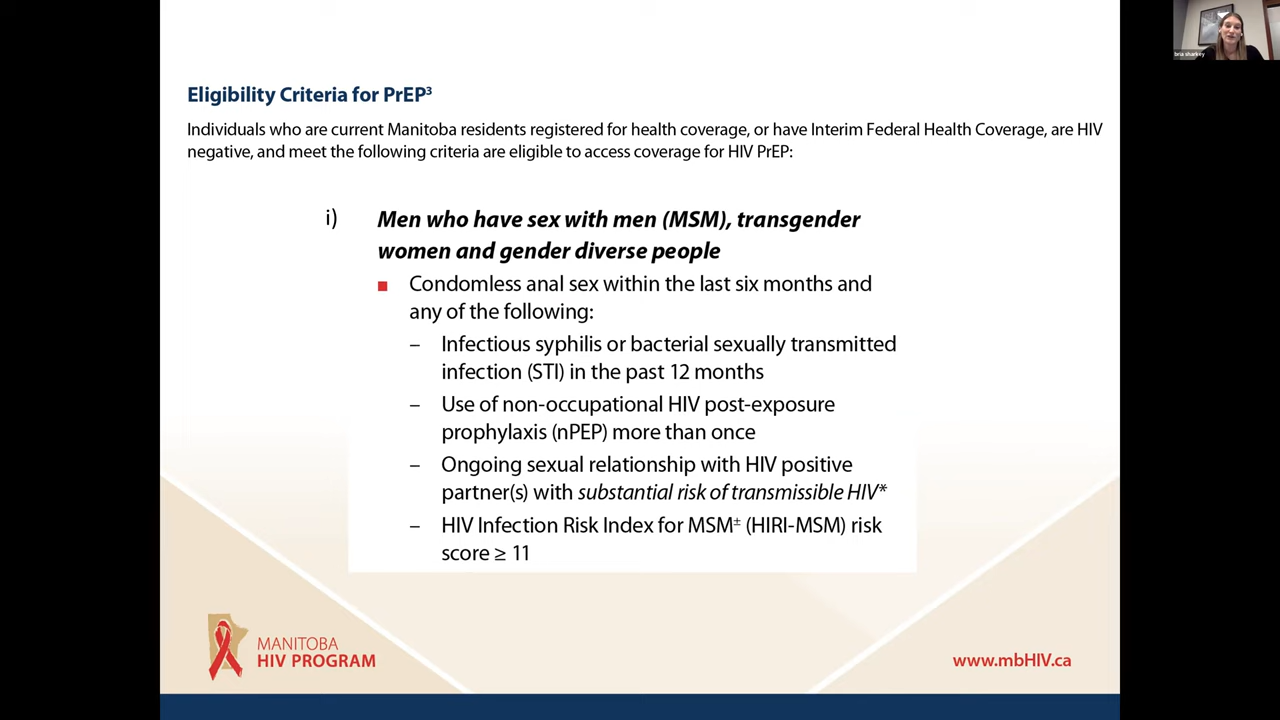 bria sharkey
Eligibility Criteria for PrEP³
Individuals who are current Manitoba residents registered for health coverage, or have Interim Federal Health Coverage, are HIV
negative, and meet the following criteria are eligible to access coverage for HIV PrEP:
i) Men who have sex with men (MSM), transgender
women and gender diverse people
■ Condomless anal sex within the last six months and
any of the following:
– Infectious syphilis or bacterial sexually transmitted
infection (STI) in the past 12 months
– Use of non-occupational HIV post-exposure
prophylaxis (nPEP) more than once
– Ongoing sexual relationship with HIV positive
partner(s) with substantial risk of transmissible HIV*
– HIV Infection Risk Index for MSM± (HIRI-MSM) risk
score ≥ 11
MANITOBA
HIV PROGRAM
www.mbHIV.ca